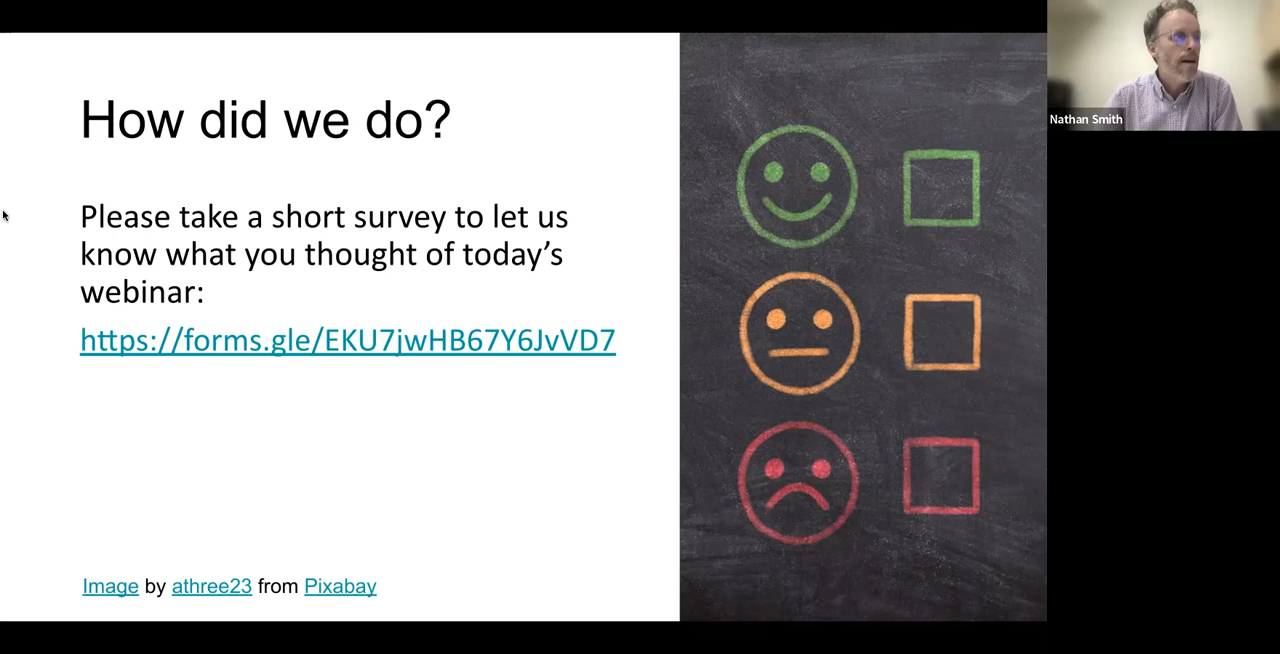 How did we do?
Please take a short survey to let us
know what you thought of today’s
webinar:
https://forms.gle/EKU7jwHB67Y6JvVD7
Image by athree23 from Pixabay
Nathan Smith